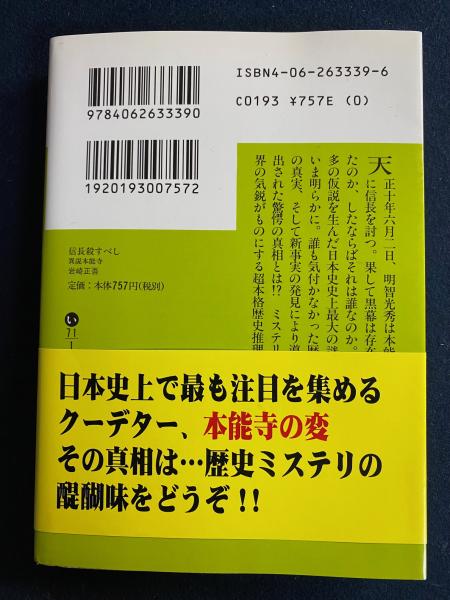 ISBN4-06-263339-6
C0193 ¥757E (0)
9784062633390
1920193007572
天正十年六月二日、明智光秀は本能
に信長を討つ。果して黒幕は存在
たのか、したならばそれは誰なのか。
多の仮説を生んだ日本史史上最大の謎
いま明らかに。誰も気付かなかった歴
の真実、そして新事実の発見により導
出された驚愕の真相とは!? ミステリ
界の気鋭がものにする超本格歴史推理
信長殺すべし
異説本能寺
岩崎正吾
定価:本体757円(税別)
い
71
1
日本史上で最も注目を集める
クーデター、本能寺の変
その真相は…歴史ミステリの
醍醐味をどうぞ!!